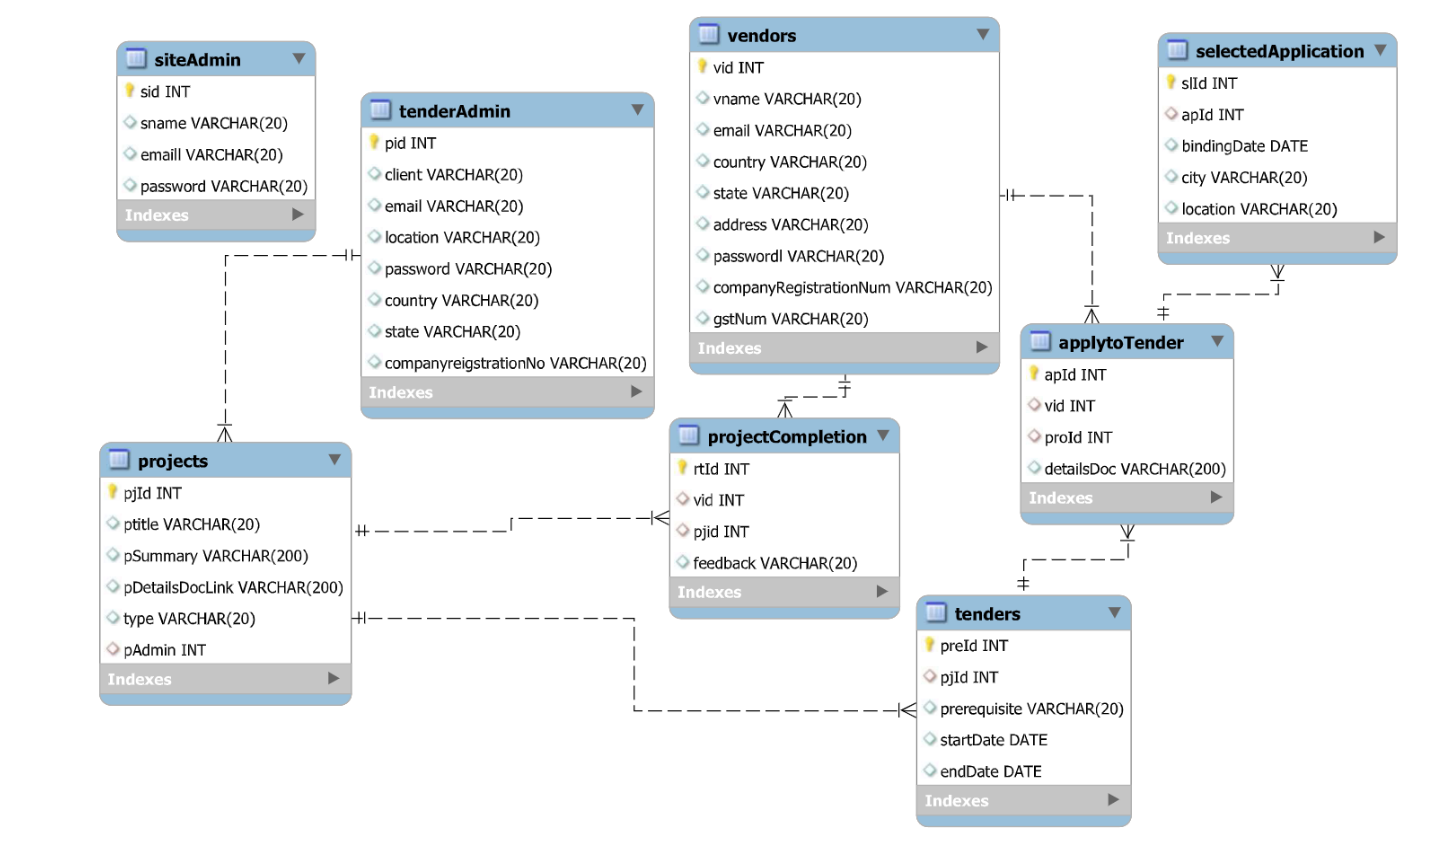 siteAdmin
sid INT
sname VARCHAR(20)
emaill VARCHAR(20)
password VARCHAR(20)
Indexes
tenderAdmin
pid INT
client VARCHAR(20)
email VARCHAR(20)
location VARCHAR(20)
password VARCHAR(20)
country VARCHAR(20)
state VARCHAR(20)
companyreigstrationNo VARCHAR(20)
Indexes
vendors
vid INT
vname VARCHAR(20)
email VARCHAR(20)
country VARCHAR(20)
state VARCHAR(20)
address VARCHAR(20)
passwordl VARCHAR(20)
companyRegistrationNum VARCHAR(20)
gstNum VARCHAR(20)
Indexes
selectedApplication
slId INT
apId INT
bindingDate DATE
city VARCHAR(20)
location VARCHAR(20)
Indexes
applytoTender
apId INT
vid INT
proId INT
detailsDoc VARCHAR(200)
Indexes
projects
pjId INT
ptitle VARCHAR(20)
pSummary VARCHAR(200)
pDetailsDocLink VARCHAR(200)
type VARCHAR(20)
pAdmin INT
Indexes
projectCompletion
rtId INT
vid INT
pjid INT
feedback VARCHAR(20)
Indexes
tenders
preId INT
pjId INT
prerequisite VARCHAR(20)
startDate DATE
endDate DATE
Indexes